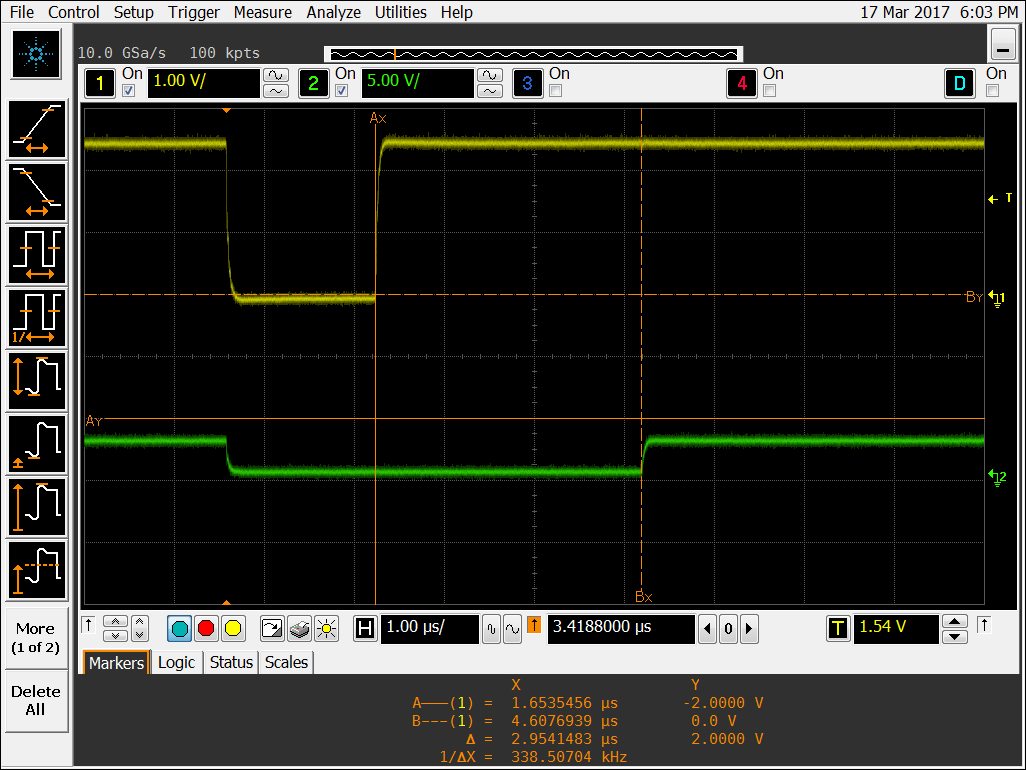 File Control Setup Trigger Measure Analyze Utilities Help 17 Mar 2017 6:03 PM
10.0 GSa/s 100 kpts
1 On 1.00 V/ 2 On 5.00 V/ 3 On 4 On D On
Ax
T
BY 1
AY
2
Bx
1/
More
(1 of 2)
Delete
All
H 1.00 µs/ 3.4188000 µs 0 T 1.54 V
Markers Logic Status Scales
X Y
A———(1) = 1.6535456 µs -2.0000 V
B---(1) = 4.6076939 µs 0.0 V
Δ = 2.9541483 µs 2.0000 V
1/ΔX = 338.50704 kHz